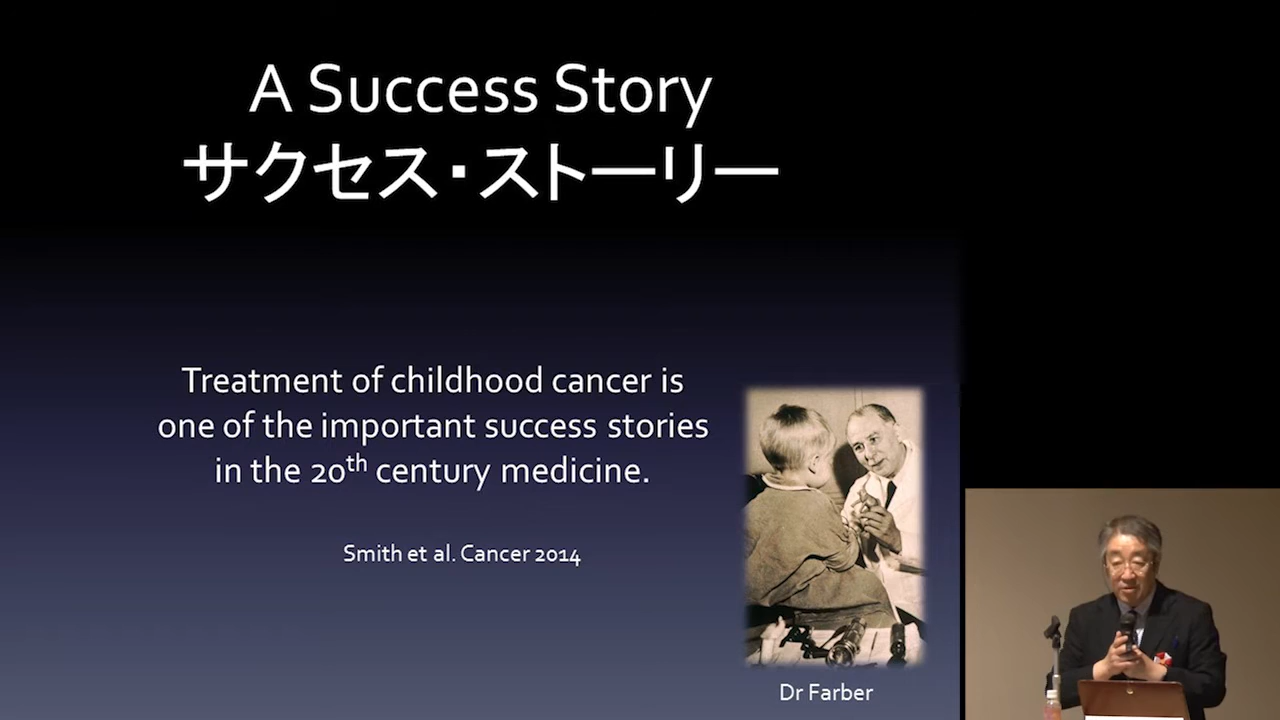 A Success Story
サクセス・ストーリー
Treatment of childhood cancer is
one of the important success stories
in the 20th century medicine.
Smith et al. Cancer 2014
Dr Farber